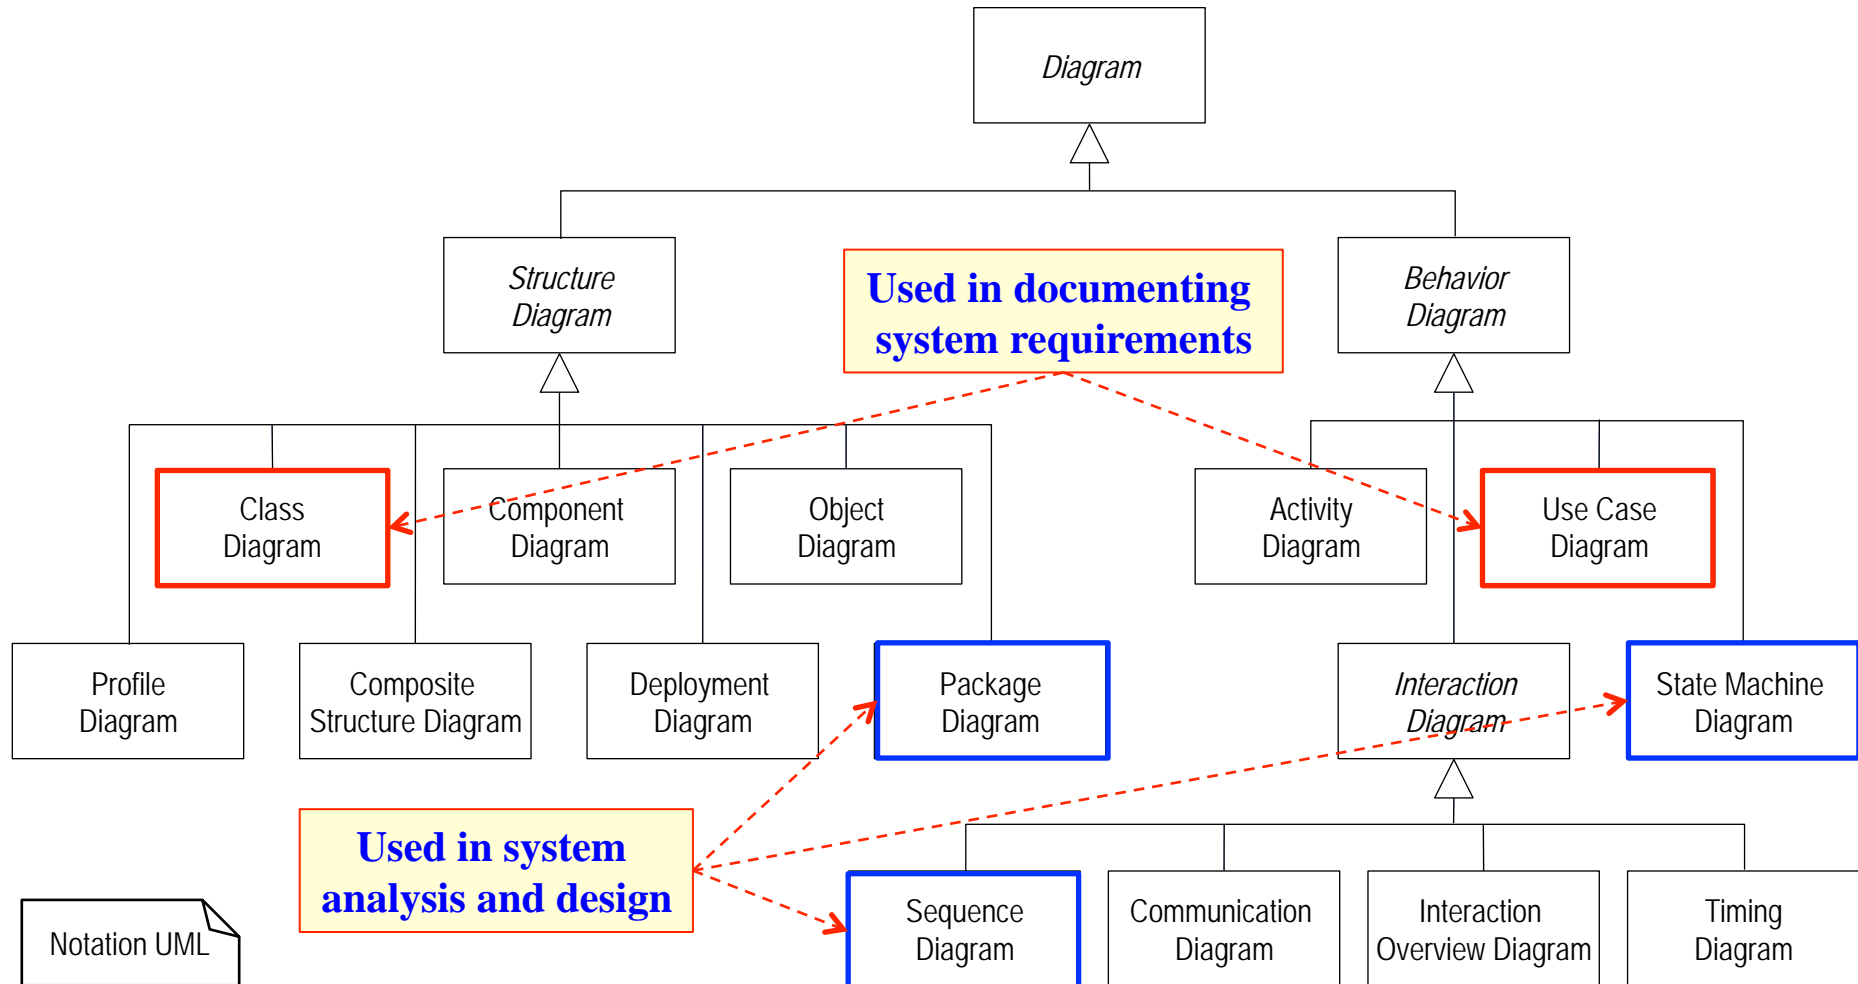 Diagram
Structure
Diagram
Used in documenting
system requirements
Behavior
Diagram
Class
Diagram
Component
Diagram
Object
Diagram
Activity
Diagram
Use Case
Diagram
Profile
Diagram
Composite
Structure Diagram
Deployment
Diagram
Package
Diagram
Interaction
Diagram
State Machine
Diagram
Used in system
analysis and design
Notation UML
Sequence
Diagram
Communication
Diagram
Interaction
Overview Diagram
Timing
Diagram